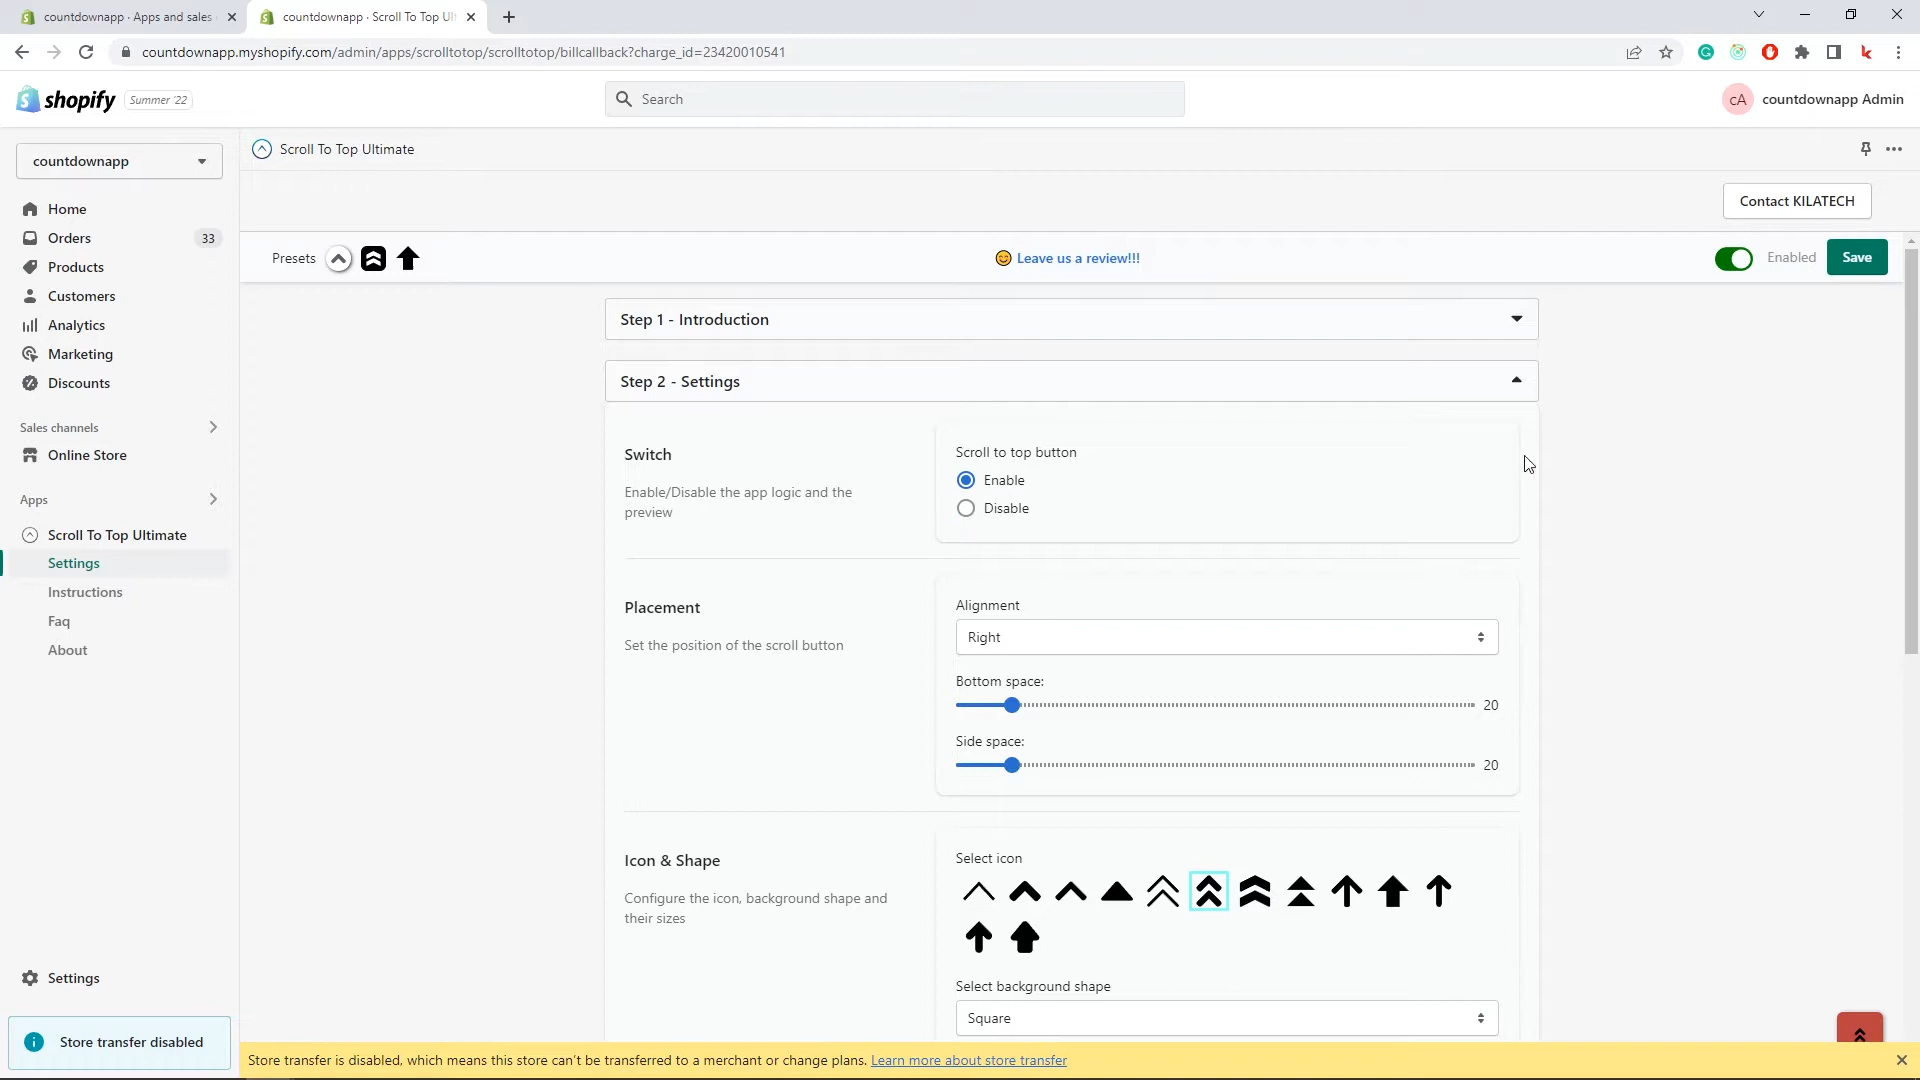 countdownapp · Apps and sales
countdownapp · Scroll To Top Ult
countdownapp.myshopify.com/admin/apps/scrolltotop/scrolltotop/billcallback?charge_id=23420010541
shopify
Summer '22
Search
cA
countdownapp Admin
countdownapp
Scroll To Top Ultimate
Contact KILATECH
Home
Orders
33
Products
Customers
Analytics
Marketing
Discounts
Sales channels
Online Store
Apps
Scroll To Top Ultimate
Settings
Instructions
Faq
About
Settings
Store transfer disabled
Presets
Leave us a review!!!
Enabled
Save
Step 1 - Introduction
Step 2 - Settings
Switch
Enable/Disable the app logic and the
preview
Scroll to top button
Enable
Disable
Placement
Set the position of the scroll button
Alignment
Right
Bottom space:
20
Side space:
20
Icon & Shape
Configure the icon, background shape and
their sizes
Select icon
Select background shape
Square
Store transfer is disabled, which means this store can't be transferred to a merchant or change plans. Learn more about store transfer